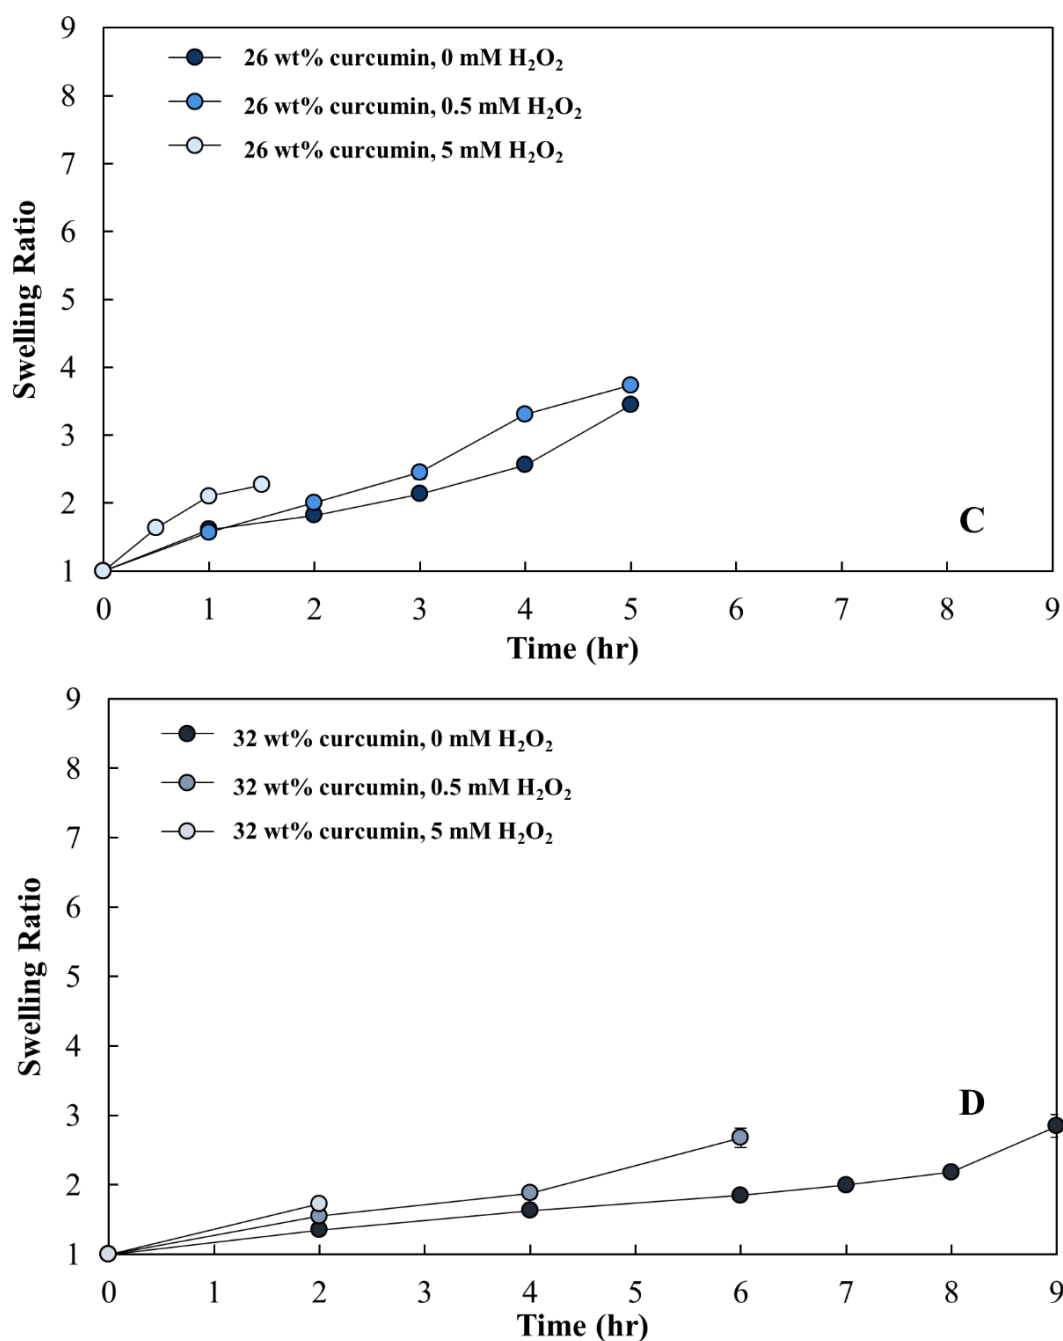 9
26 wt% curcumin, 0 mM H₂O₂
8
26 wt% curcumin, 0.5 mM H₂O₂
26 wt% curcumin, 5 mM H₂O₂
7
6
5
4
3
2
1
Swelling Ratio
C
0 1 2 3 4 5 6 7 8 9
Time (hr)
9
32 wt% curcumin, 0 mM H₂O₂
8
32 wt% curcumin, 0.5 mM H₂O₂
32 wt% curcumin, 5 mM H₂O₂
7
6
5
4
3
2
1
Swelling Ratio
D
0 1 2 3 4 5 6 7 8 9
Time (hr)